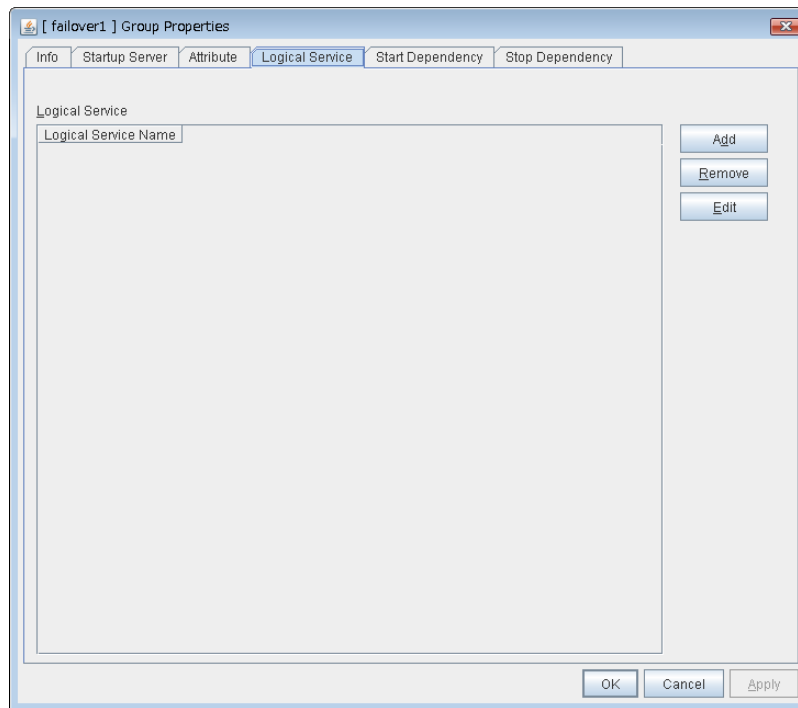 [ failover1 ] Group Properties
Info Startup Server Attribute Logical Service Start Dependency Stop Dependency
Logical Service
Logical Service Name
Add
Remove
Edit
OK Cancel Apply